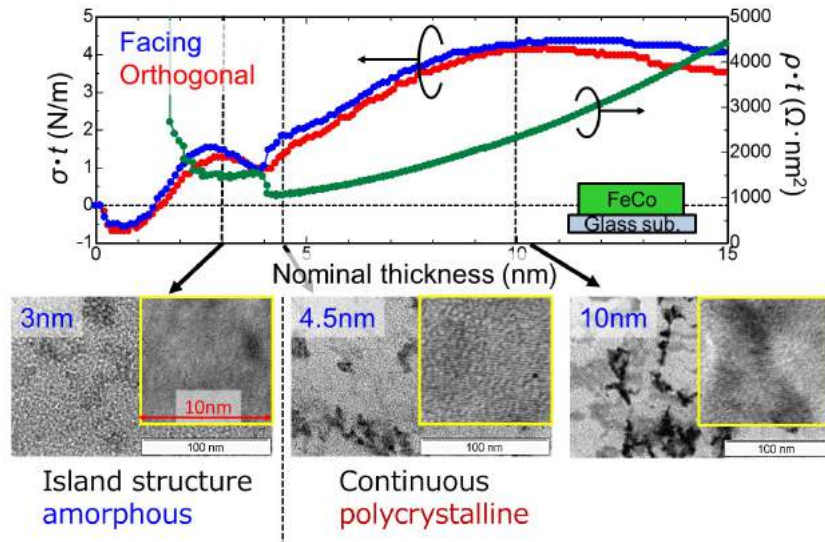 5
4
3
2
1
0
-1
σ•t (N/m)
Facing
Orthogonal
5000
4000
3000
2000
1000
0
ρ•t (Ω·nm²)
FeCo
Glass sub.
0
5
10
15
Nominal thickness (nm)
3nm
10nm
100 nm
4.5nm
100 nm
10nm
100 nm
Island structure
amorphous
Continuous
polycrystalline